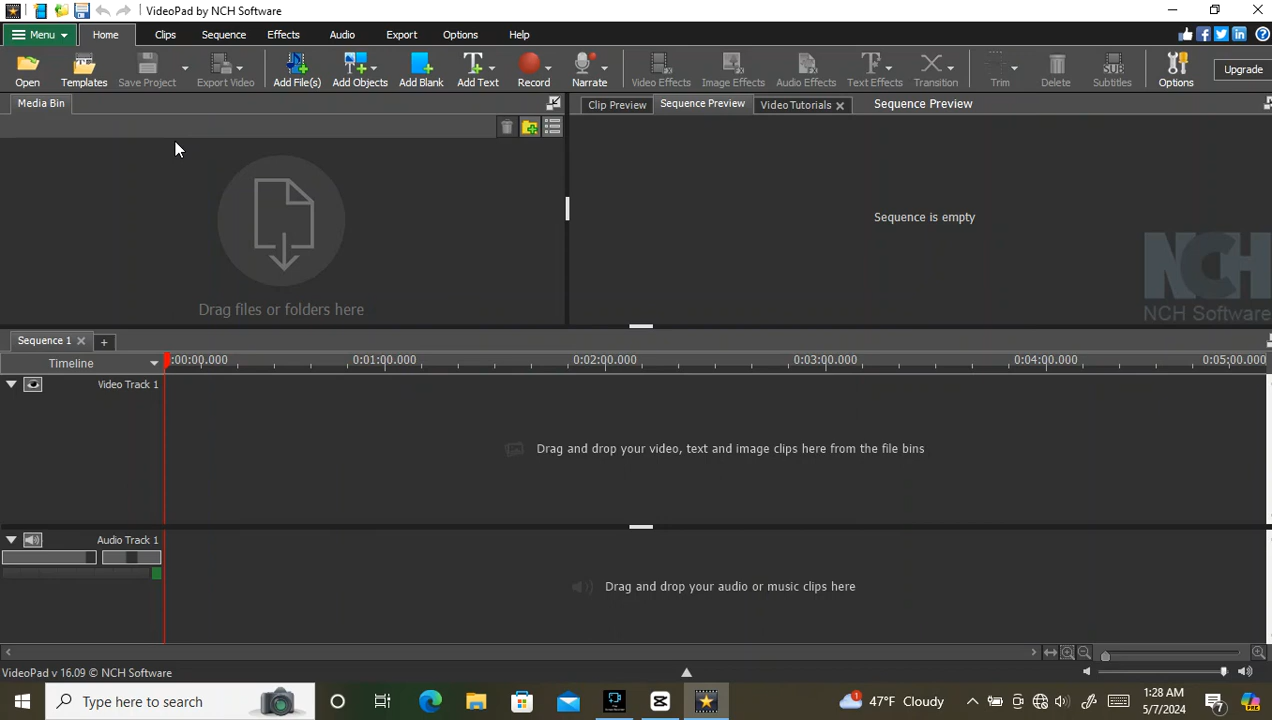 VideoPad by NCH Software
Menu Home Clips Sequence Effects Audio Export Options Help
Open Templates Save Project Export Video Add File(s) Add Objects Add Blank Add Text Record Narrate Video Effects Image Effects Audio Effects Text Effects Transition Trim Delete Subtitles Options Upgrade
Media Bin
Clip Preview Sequence Preview Video Tutorials Sequence Preview
Drag files or folders here
Sequence is empty
NCH
NCH Software
Sequence 1
Timeline :00:00.000 0:01:00.000 0:02:00.000 0:03:00.000 0:04:00.000 0:05:00.000
Video Track 1
Drag and drop your video, text and image clips here from the file bins
Audio Track 1
Drag and drop your audio or music clips here
VideoPad v 16.09 © NCH Software
Type here to search
1
47°F Cloudy
1:28 AM
5/7/2024
7
PRE